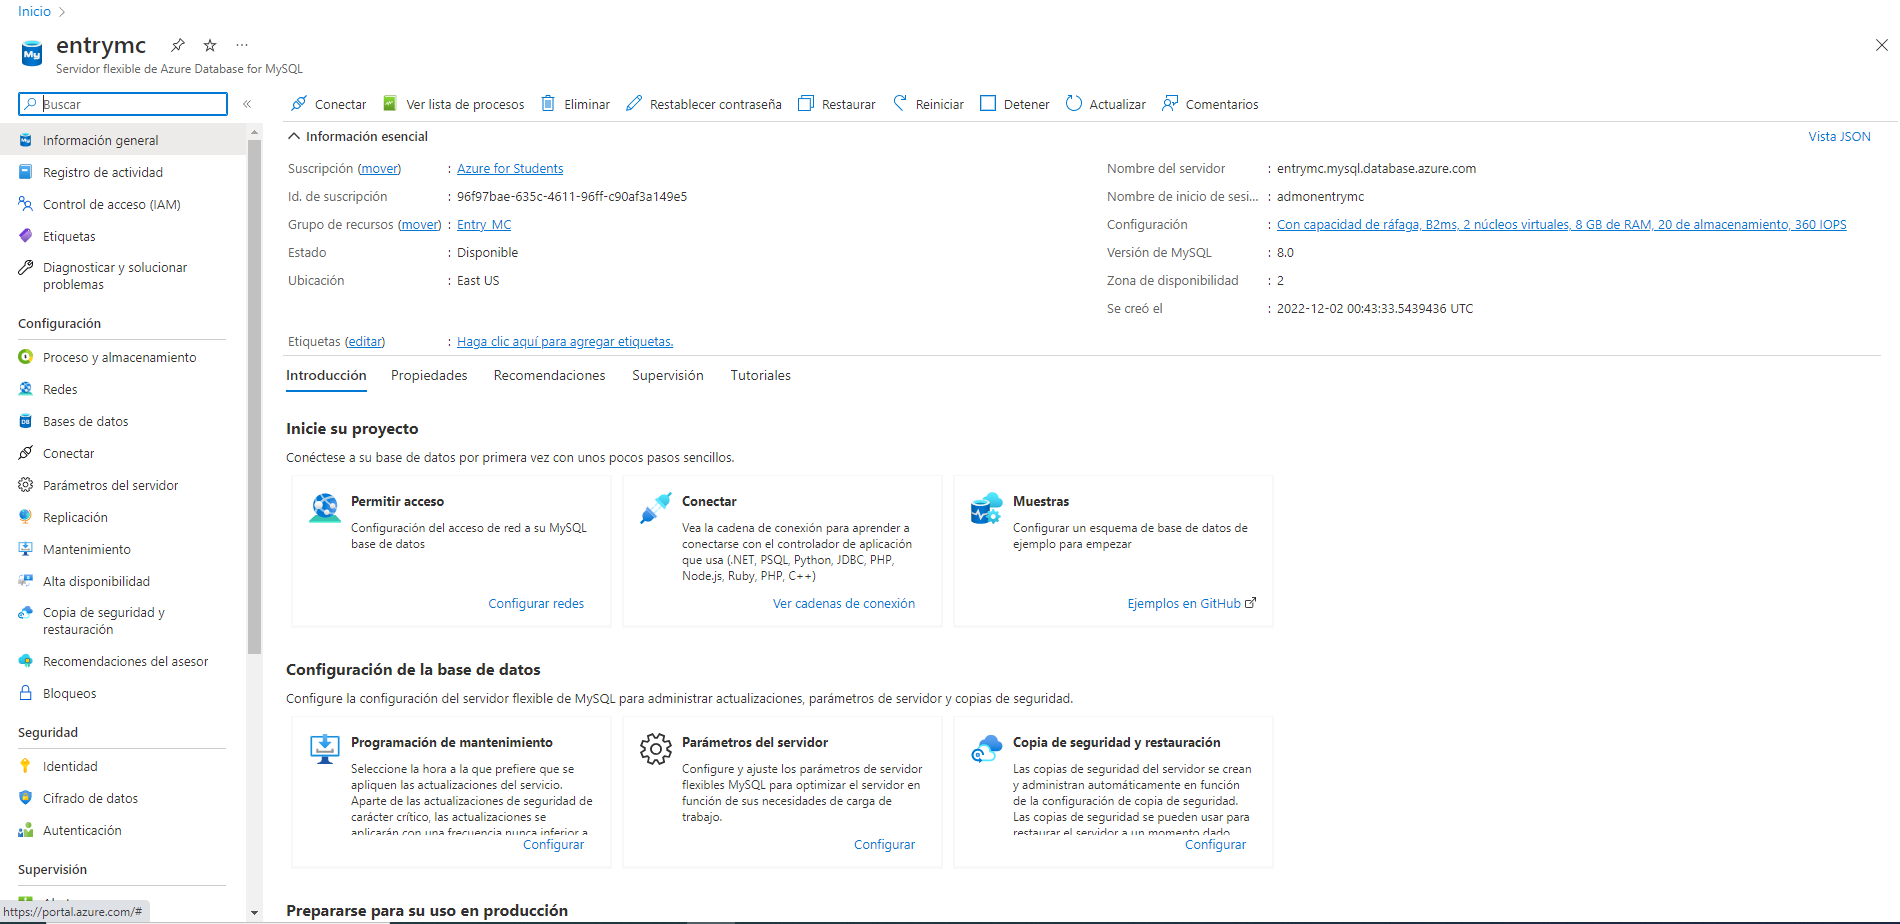 Inicio
entrymc
Servidor flexible de Azure Database for MySQL
Buscar
Conectar
Ver lista de procesos
Eliminar
Restablecer contraseña
Restaurar
Reiniciar
Detener
Actualizar
Comentarios
Información general
Registro de actividad
Control de acceso (IAM)
Etiquetas
Diagnosticar y solucionar
problemas
Configuración
Proceso y almacenamiento
Redes
Bases de datos
Conectar
Parámetros del servidor
Replicación
Mantenimiento
Alta disponibilidad
Copia de seguridad y
restauración
Recomendaciones del asesor
Bloqueos
Seguridad
Identidad
Cifrado de datos
Autenticación
Supervisión
https://portal.azure.com/#
Información esencial
Vista JSON
Suscripción (mover) : Azure for Students
Id. de suscripción : 96f97bae-635c-4611-96ff-c90af3a149e5
Grupo de recursos (mover) : Entry_MC
Estado : Disponible
Ubicación : East US
Nombre del servidor : entrymc.mysql.database.azure.com
Nombre de inicio de sesi... : admonentrymc
Configuración : Con capacidad de ráfaga, B2ms, 2 núcleos virtuales, 8 GB de RAM, 20 de almacenamiento, 360 IOPS
Versión de MySQL : 8.0
Zona de disponibilidad : 2
Se creó el : 2022-12-02 00:43:33.5439436 UTC
Etiquetas (editar) : Haga clic aquí para agregar etiquetas.
Introducción
Propiedades
Recomendaciones
Supervisión
Tutoriales
Inicie su proyecto
Conéctese a su base de datos por primera vez con unos pocos pasos sencillos.
Permitir acceso
Configuración del acceso de red a su MySQL
base de datos
Configurar redes
Conectar
Vea la cadena de conexión para aprender a
conectarse con el controlador de aplicación
que usa (.NET, PSQL, Python, JDBC, PHP,
Node.js, Ruby, PHP, C++)
Ver cadenas de conexión
Muestras
Configurar un esquema de base de datos de
ejemplo para empezar
Ejemplos en GitHub
Configuración de la base de datos
Configure la configuración del servidor flexible de MySQL para administrar actualizaciones, parámetros de servidor y copias de seguridad.
Programación de mantenimiento
Seleccione la hora a la que prefiere que se
apliquen las actualizaciones del servicio.
Aparte de las actualizaciones de seguridad de
carácter crítico, las actualizaciones se
aplicarán con una frecuencia nunca inferior a
Configurar
Parámetros del servidor
Configure y ajuste los parámetros de servidor
flexibles MySQL para optimizar el servidor en
función de sus necesidades de carga de
trabajo.
Configurar
Copia de seguridad y restauración
Las copias de seguridad del servidor se crean
y administran automáticamente en función
de la configuración de copia de seguridad.
Las copias de seguridad se pueden usar para
restaurar el servidor a un momento dado
Configurar
Prepararse para su uso en producción